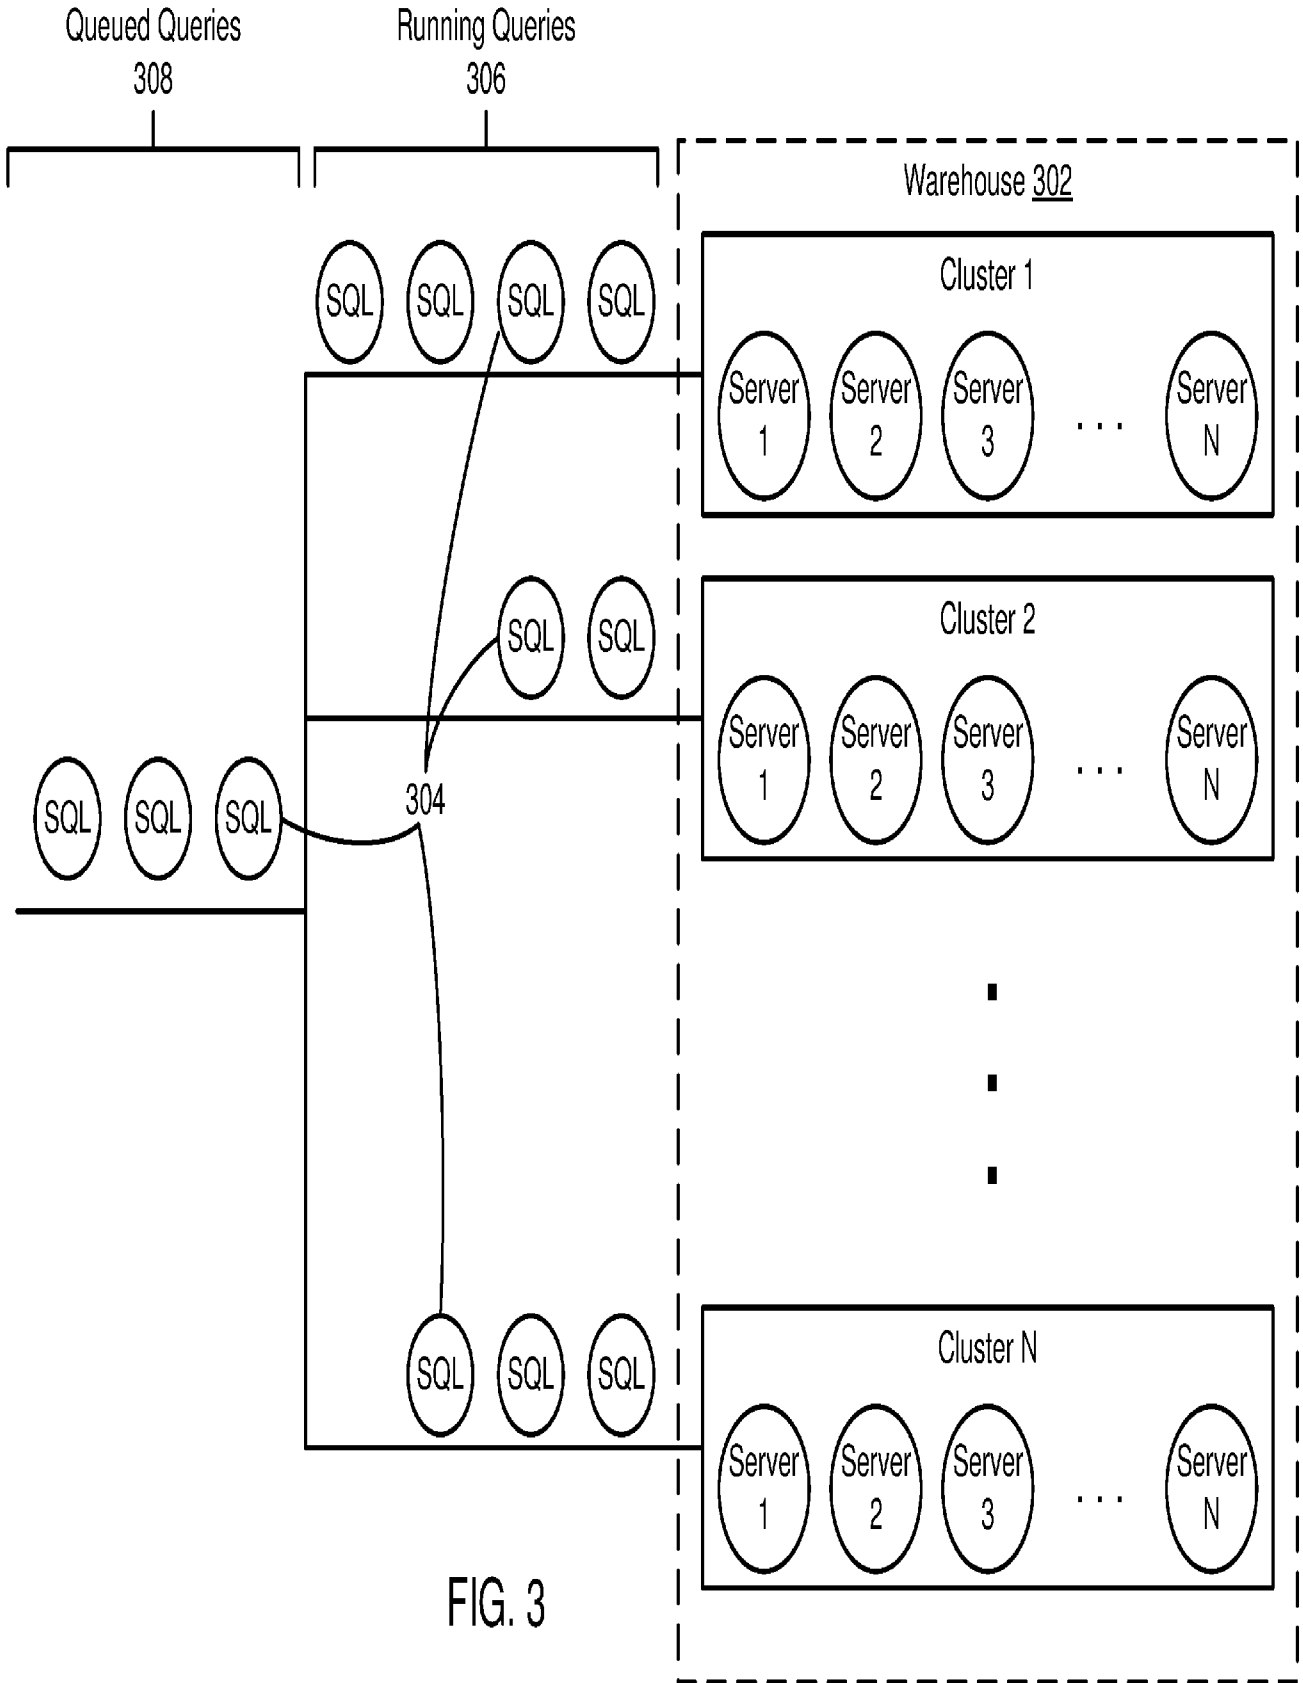 Queued Queries
308
Running Queries
306
Warehouse 302
SQL SQL SQL SQL
Cluster 1
Server 1
Server 2
Server 3
. . .
Server N
SQL SQL
Cluster 2
Server 1
Server 2
Server 3
. . .
Server N
SQL SQL SQL
304
SQL SQL SQL
Cluster N
Server 1
Server 2
Server 3
. . .
Server N
FIG. 3